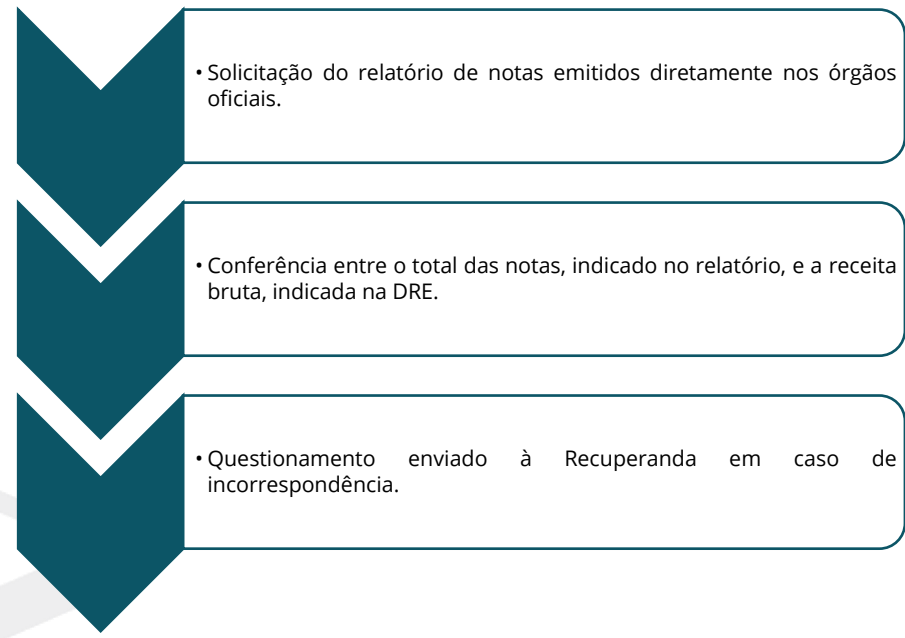 • Solicitação do relatório de notas emitidos diretamente nos órgãos
oficiais.
• Conferência entre o total das notas, indicado no relatório, e a receita
bruta, indicada na DRE.
• Questionamento enviado à Recuperanda em caso de
incorrespondência.